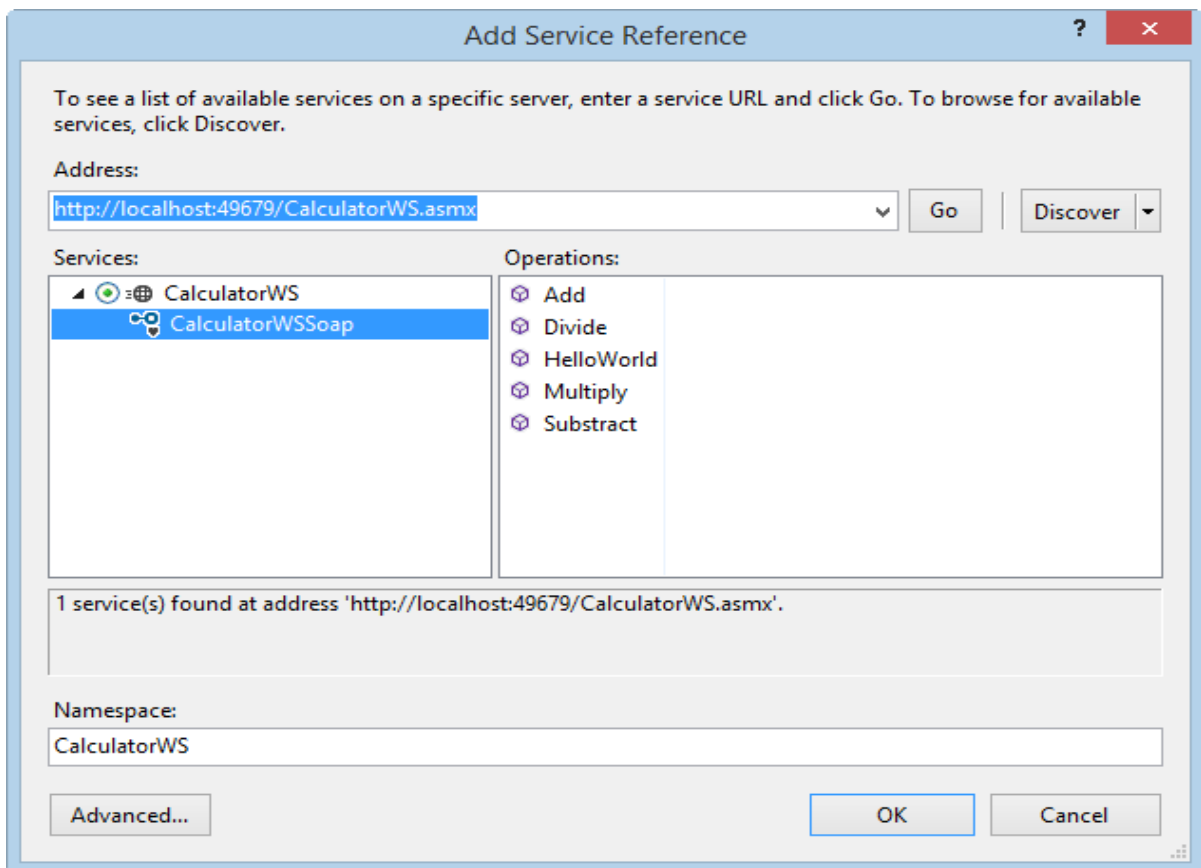 Add Service Reference
?
To see a list of available services on a specific server, enter a service URL and click Go. To browse for available
services, click Discover.
Address:
http://localhost:49679/CalculatorWS.asmx
Go
Discover
Services:
Operations:
CalculatorWS
CalculatorWSSoap
Add
Divide
HelloWorld
Multiply
Substract
1 service(s) found at address 'http://localhost:49679/CalculatorWS.asmx'.
Namespace:
CalculatorWS
Advanced...
OK
Cancel